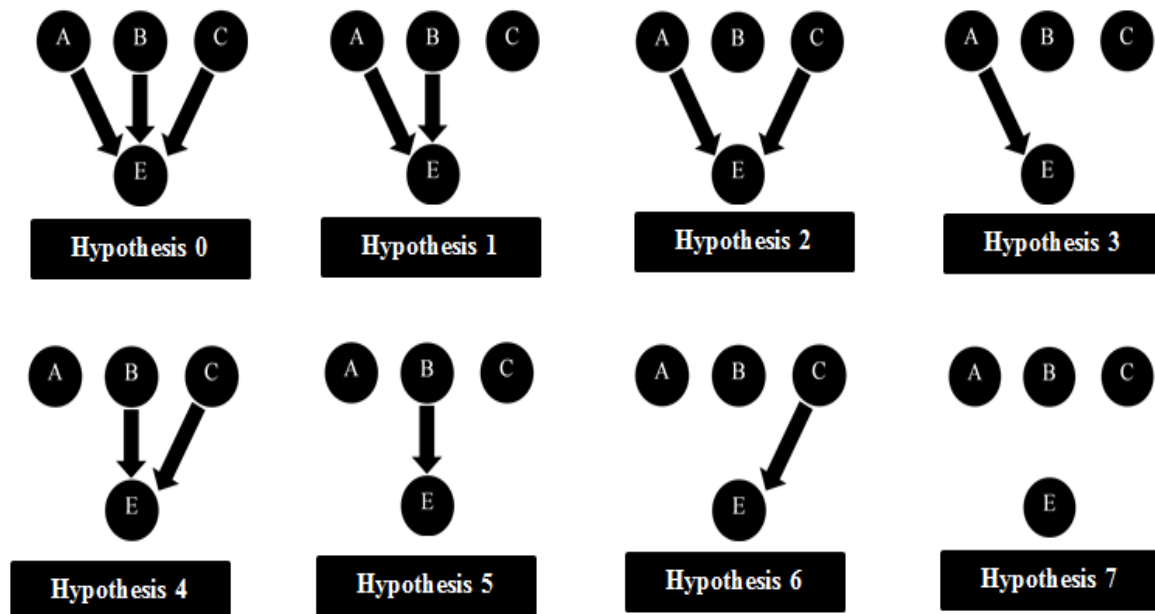 A B C
A B C
A B C
A B C
E
E
E
E
Hypothesis 0
Hypothesis 1
Hypothesis 2
Hypothesis 3
A B C
A B C
A B C
A B C
E
E
E
E
Hypothesis 4
Hypothesis 5
Hypothesis 6
Hypothesis 7